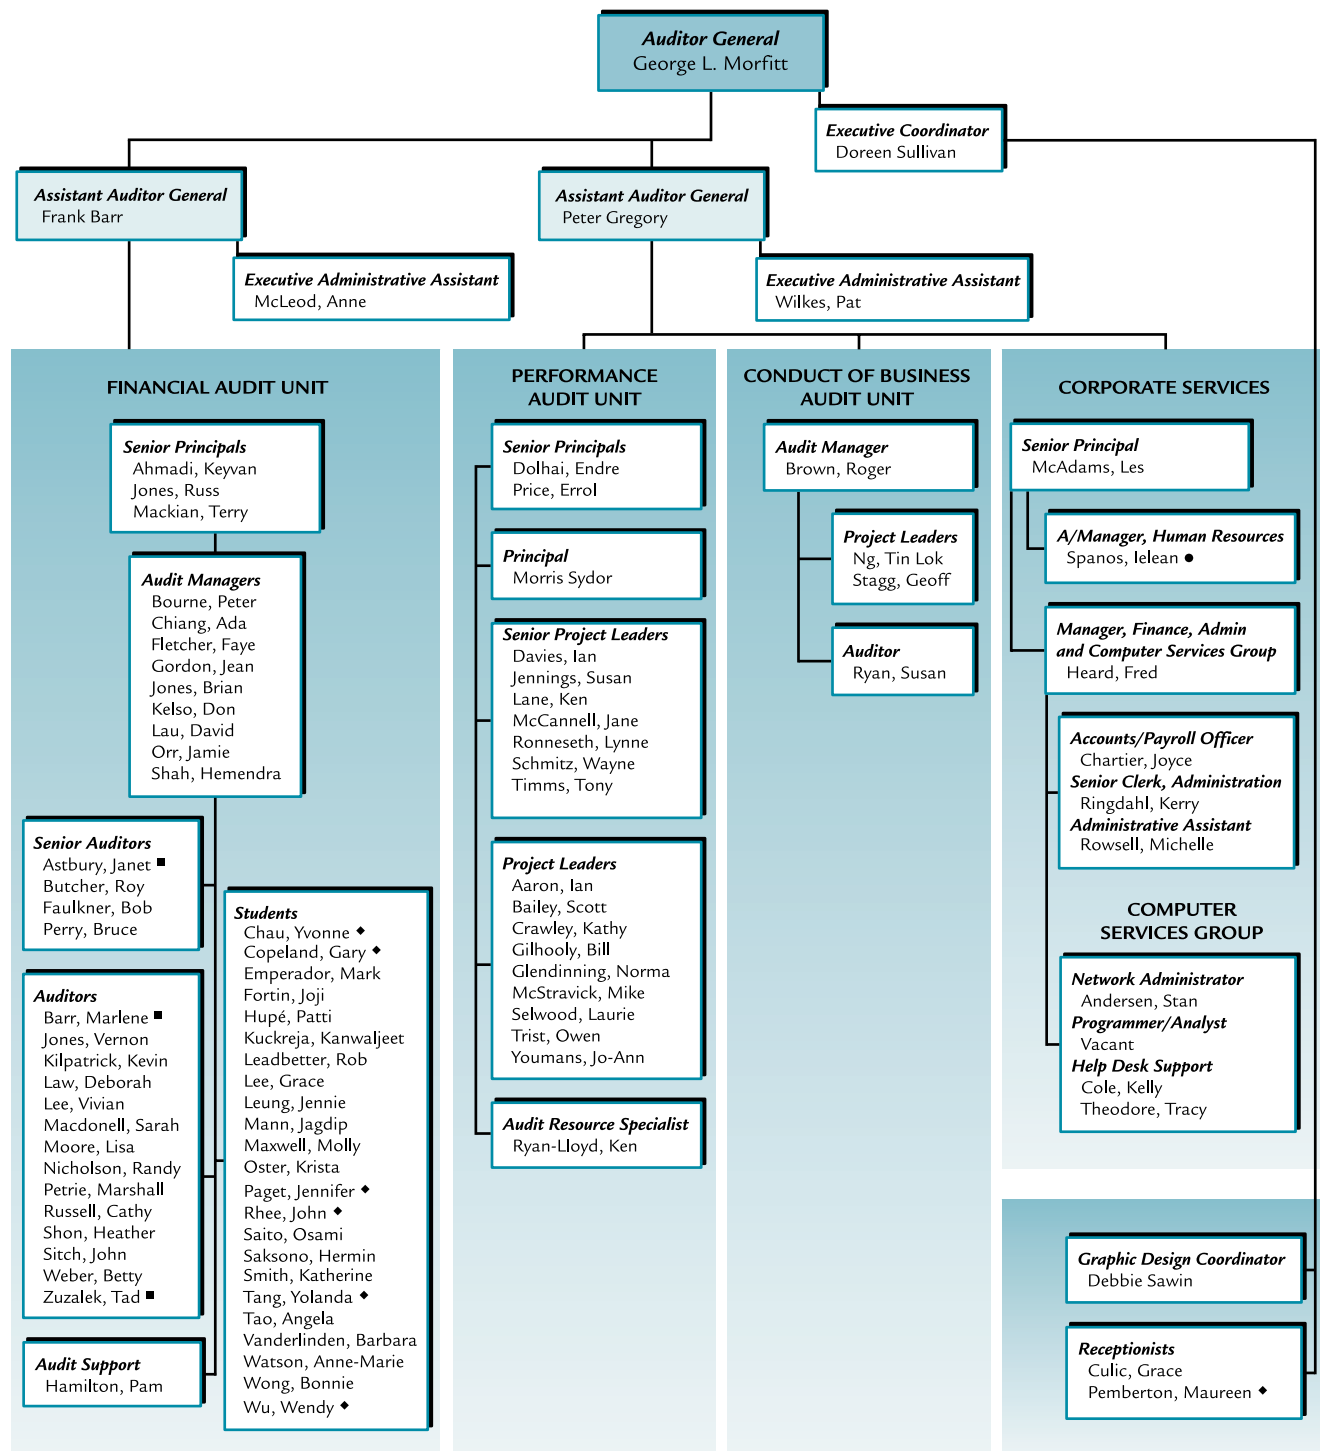 Auditor General
George L. Morfitt
Executive Coordinator
Doreen Sullivan
Assistant Auditor General
Frank Barr
Assistant Auditor General
Peter Gregory
Executive Administrative Assistant
McLeod, Anne
Executive Administrative Assistant
Wilkes, Pat
FINANCIAL AUDIT UNIT
Senior Principals
Ahmadi, Keyvan
Jones, Russ
Mackian, Terry
Audit Managers
Bourne, Peter
Chiang, Ada
Fletcher, Faye
Gordon, Jean
Jones, Brian
Kelso, Don
Lau, David
Orr, Jamie
Shah, Hemendra
Senior Auditors
Astbury, Janet ■
Butcher, Roy
Faulkner, Bob
Perry, Bruce
Auditors
Barr, Marlene ■
Jones, Vernon
Kilpatrick, Kevin
Law, Deborah
Lee, Vivian
Macdonell, Sarah
Moore, Lisa
Nicholson, Randy
Petrie, Marshall
Russell, Cathy
Shon, Heather
Sitch, John
Weber, Betty
Zuzalek, Tad ■
Audit Support
Hamilton, Pam
Students
Chau, Yvonne ◆
Copeland, Gary ◆
Emperador, Mark
Fortin, Joji
Hupé, Patti
Kuckreja, Kanwaljeet
Leadbetter, Rob
Lee, Grace
Leung, Jennie
Mann, Jagdip
Maxwell, Molly
Oster, Krista
Paget, Jennifer ◆
Rhee, John ◆
Saito, Osami
Saksono, Hermin
Smith, Katherine
Tang, Yolanda ◆
Tao, Angela
Vanderlinden, Barbara
Watson, Anne-Marie
Wong, Bonnie
Wu, Wendy ◆
PERFORMANCE
AUDIT UNIT
Senior Principals
Dolhai, Endre
Price, Errol
Principal
Morris Sydor
Senior Project Leaders
Davies, Ian
Jennings, Susan
Lane, Ken
McCannell, Jane
Ronneseth, Lynne
Schmitz, Wayne
Timms, Tony
Project Leaders
Aaron, Ian
Bailey, Scott
Crawley, Kathy
Gilhooly, Bill
Glendinning, Norma
McStravick, Mike
Selwood, Laurie
Trist, Owen
Youmans, Jo-Ann
Audit Resource Specialist
Ryan-Lloyd, Ken
CONDUCT OF BUSINESS
AUDIT UNIT
Audit Manager
Brown, Roger
Project Leaders
Ng, Tin Lok
Stagg, Geoff
Auditor
Ryan, Susan
CORPORATE SERVICES
Senior Principal
McAdams, Les
A/Manager, Human Resources
Spanos, Ielean ●
Manager, Finance, Admin
and Computer Services Group
Heard, Fred
Accounts/Payroll Officer
Chartier, Joyce
Senior Clerk, Administration
Ringdahl, Kerry
Administrative Assistant
Rowsell, Michelle
COMPUTER
SERVICES GROUP
Network Administrator
Andersen, Stan
Programmer/Analyst
Vacant
Help Desk Support
Cole, Kelly
Theodore, Tracy
Graphic Design Coordinator
Debbie Sawin
Receptionists
Culic, Grace
Pemberton, Maureen ◆